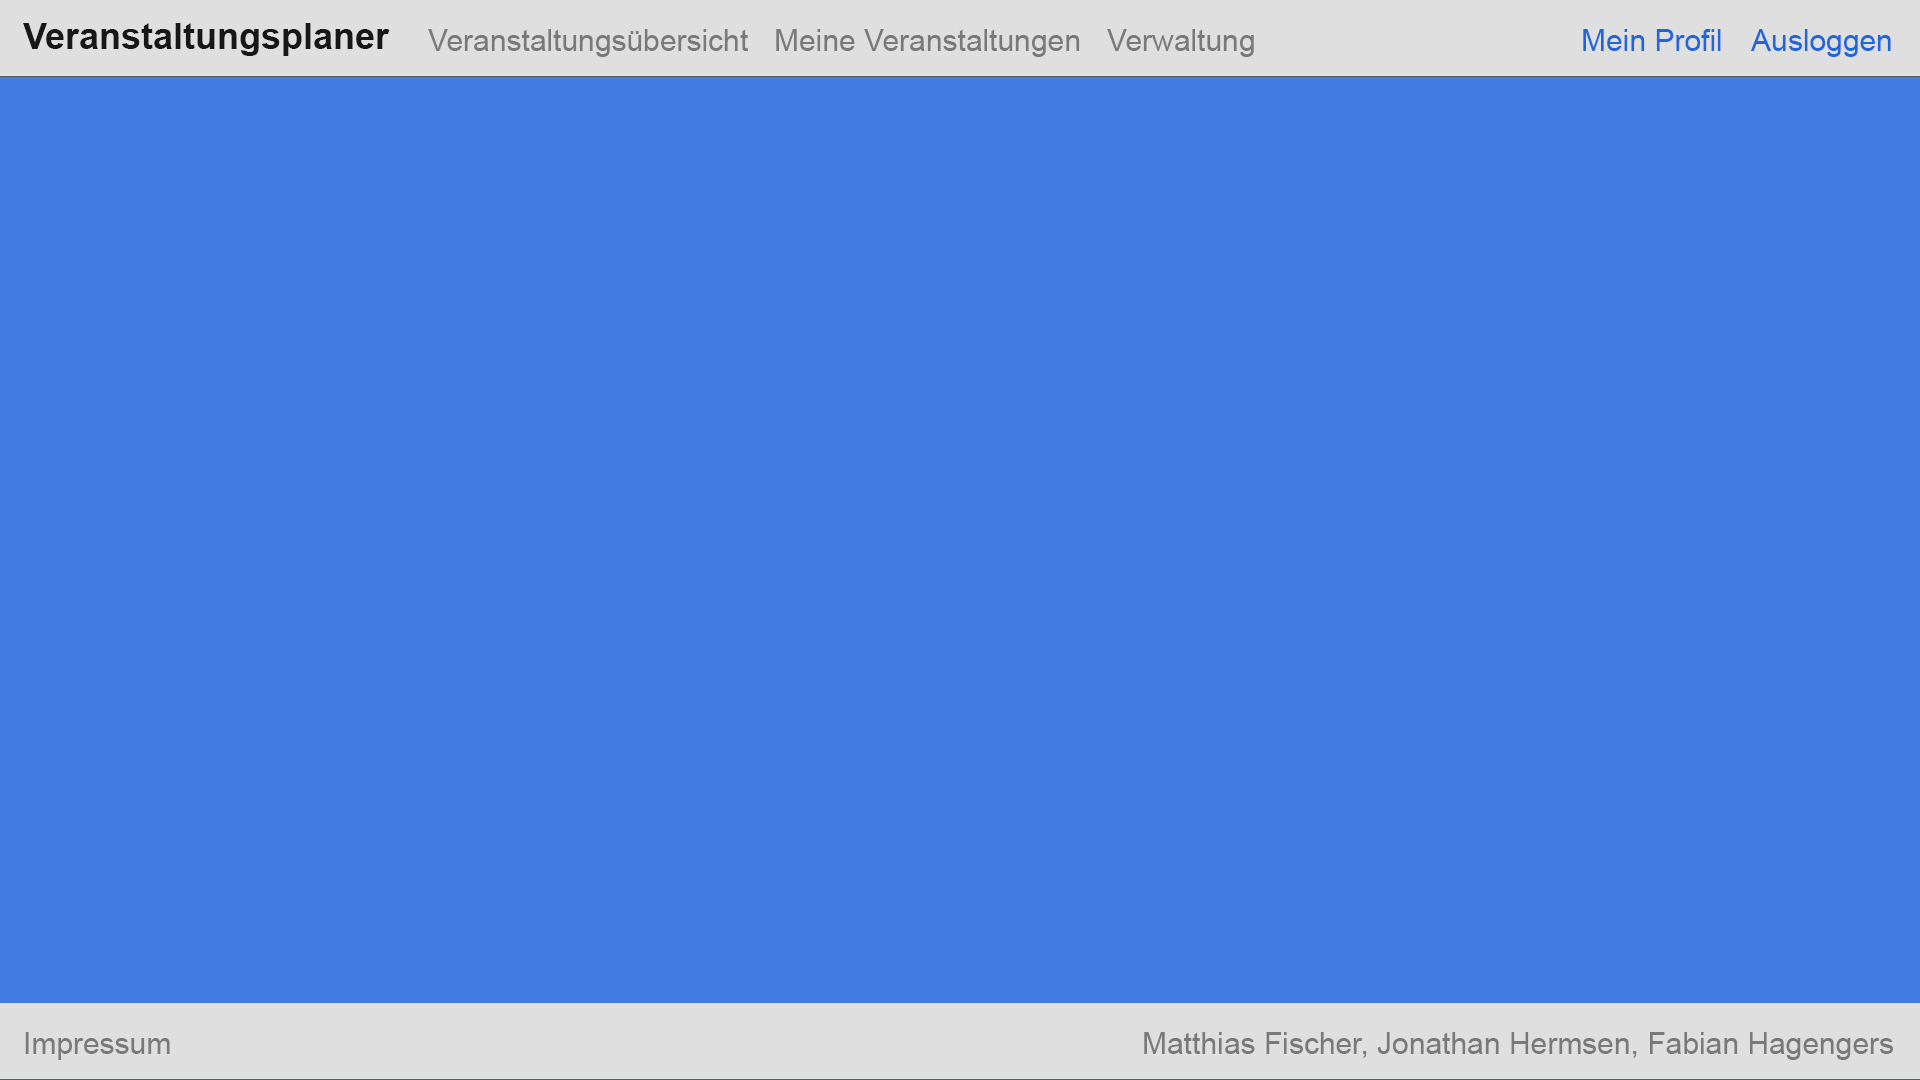 Veranstaltungsplaner Veranstaltungsübersicht Meine Veranstaltungen Verwaltung Mein Profil Ausloggen
Impressum Matthias Fischer, Jonathan Hermsen, Fabian Hagengers